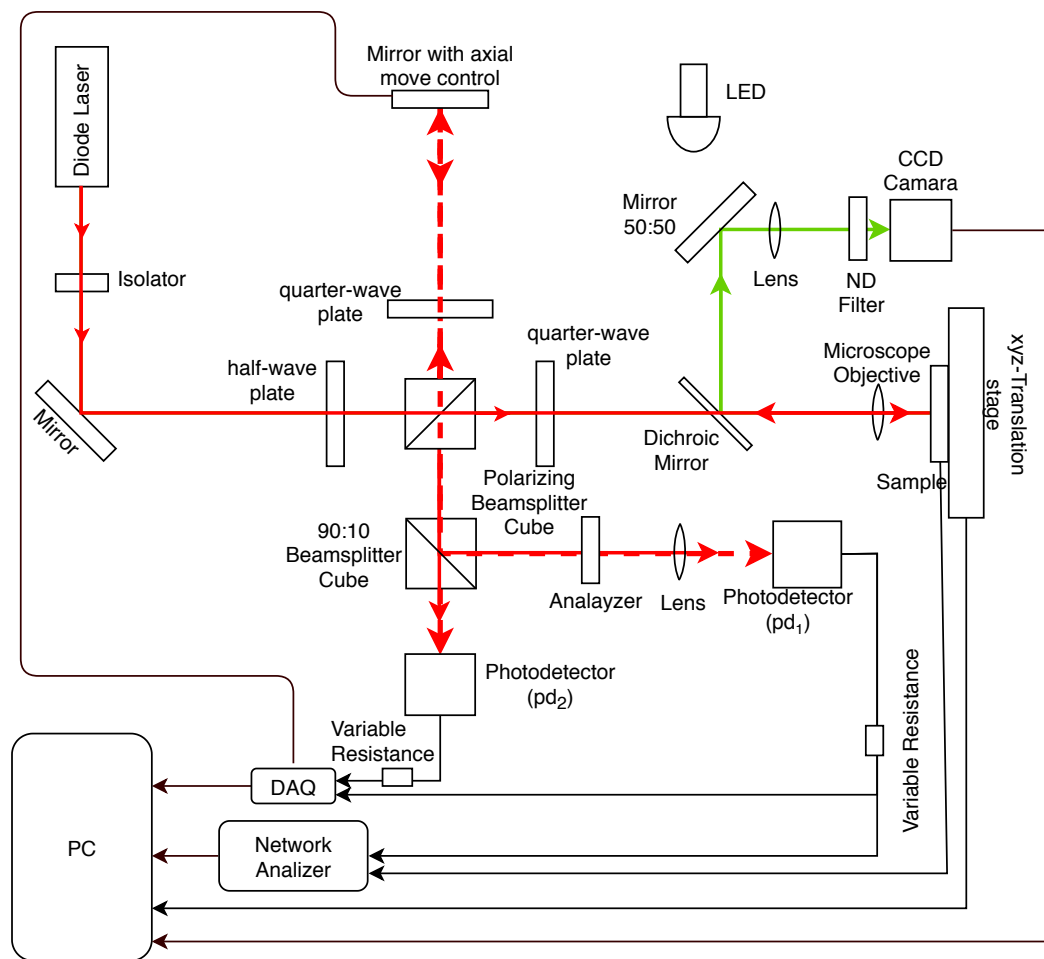 Diode Laser
Mirror with axial
move control
LED
CCD
Camara
Mirror
50:50
Lens
ND
Filter
Isolator
quarter-wave
plate
quarter-wave
plate
half-wave
plate
Microscope
Objective
xyz-Translation
stage
Mirror
Dichroic
Mirror
Sample
Polarizing
Beamsplitter
Cube
90:10
Beamsplitter
Cube
Analayzer
Lens
Photodetector
(pd1)
Photodetector
(pd2)
Variable
Resistance
Variable Resistance
DAQ
PC
Network
Analizer